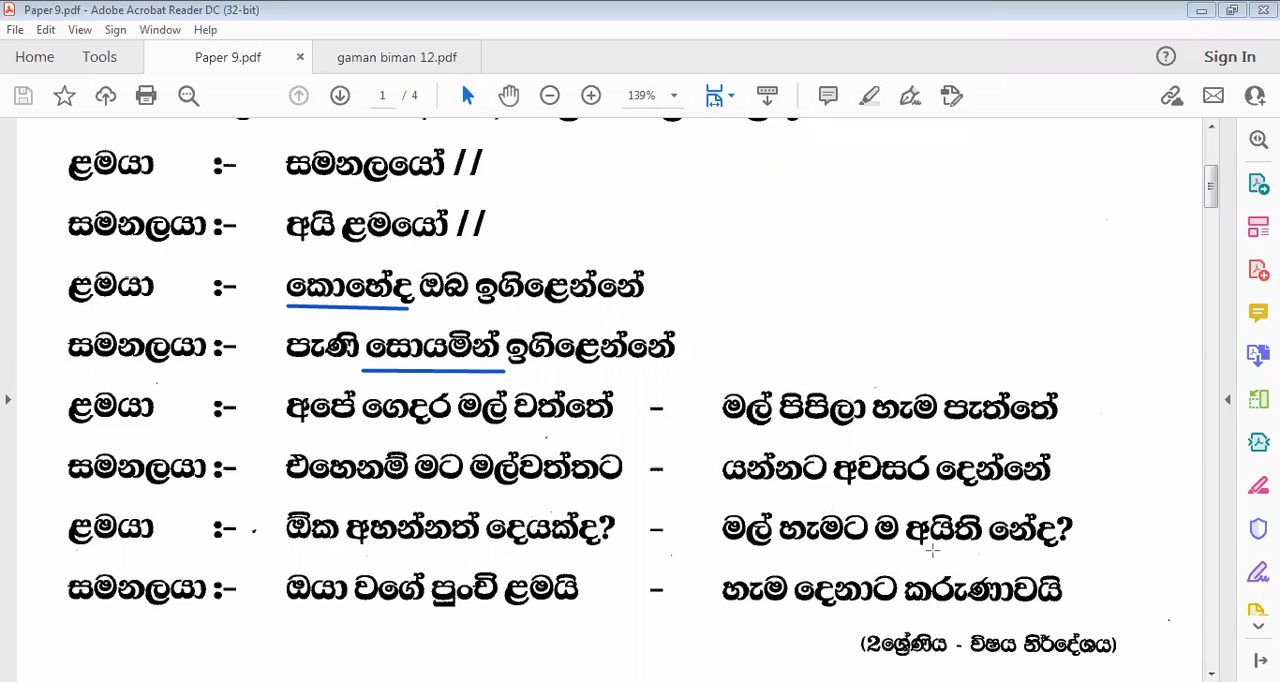 Paper 9.pdf - Adobe Acrobat Reader DC (32-bit)
File Edit View Sign Window Help
Home Tools Paper 9.pdf × gaman biman 12.pdf Sign In
1 / 4 139%
ළමයා :- සමනලයෝ //
සමනලයා :- අයි ළමයෝ //
ළමයා :- කොහේද ඔබ ඉගිළෙන්නේ
සමනලයා :- පැණි සොයමින් ඉගිළෙන්නේ
ළමයා :- අපේ ගෙදර මල් වත්තේ - මල් පිපිලා හැම පැත්තේ
සමනලයා :- එහෙනම් මට මල්වත්තට - යන්නට අවසර දෙන්නේ
ළමයා :- ඕක අහන්නත් දෙයක්ද? - මල් හැමට ම අයිති නේද?
සමනලයා :- ඔයා වගේ පුංචි ළමයි - හැම දෙනාට කරුණාවයි
(2ශ්‍රේණිය - විෂය නිර්දේශය)